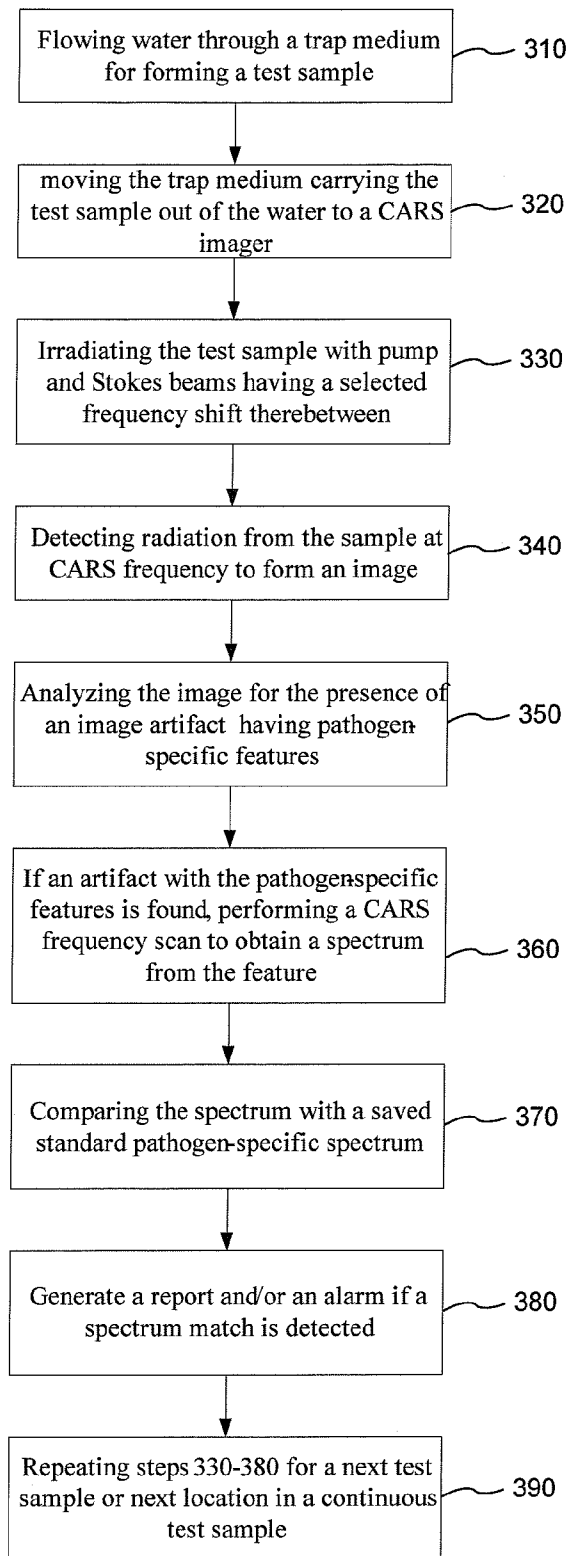 Flowing water through a trap medium
for forming a test sample
310
moving the trap medium carrying the
test sample out of the water to a CARS
imager
320
Irradiating the test sample with pump
and Stokes beams having a selected
frequency shift therebetween
330
Detecting radiation from the sample at
CARS frequency to form an image
340
Analyzing the image for the presence of
an image artifact having pathogen-
specific features
350
If an artifact with the pathogen-specific
features is found, performing a CARS
frequency scan to obtain a spectrum
from the feature
360
Comparing the spectrum with a saved
standard pathogen-specific spectrum
370
Generate a report and/or an alarm if a
spectrum match is detected
380
Repeating steps 330-380 for a next test
sample or next location in a continuous
test sample
390